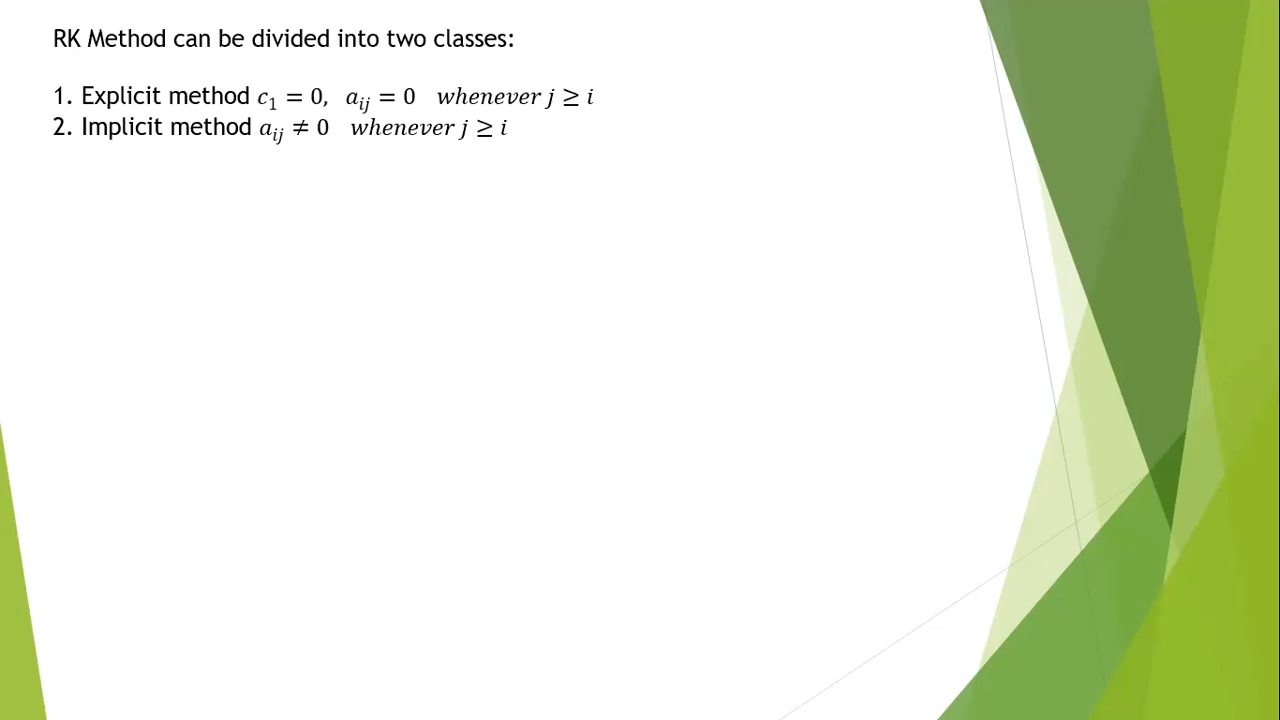 RK Method can be divided into two classes:
1. Explicit method c₁ = 0, aᵢⱼ = 0 whenever j ≥ i
2. Implicit method aᵢⱼ ≠ 0 whenever j ≥ i